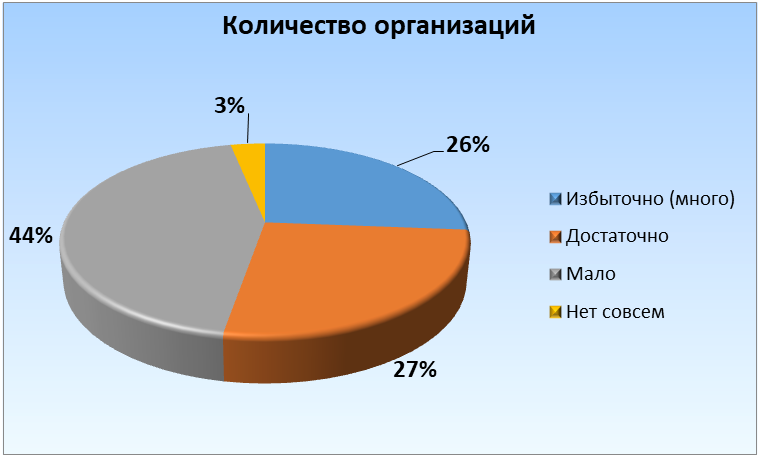 Количество организаций
3%
26%
44%
27%
Избыточно (много)
Достаточно
Мало
Нет совсем